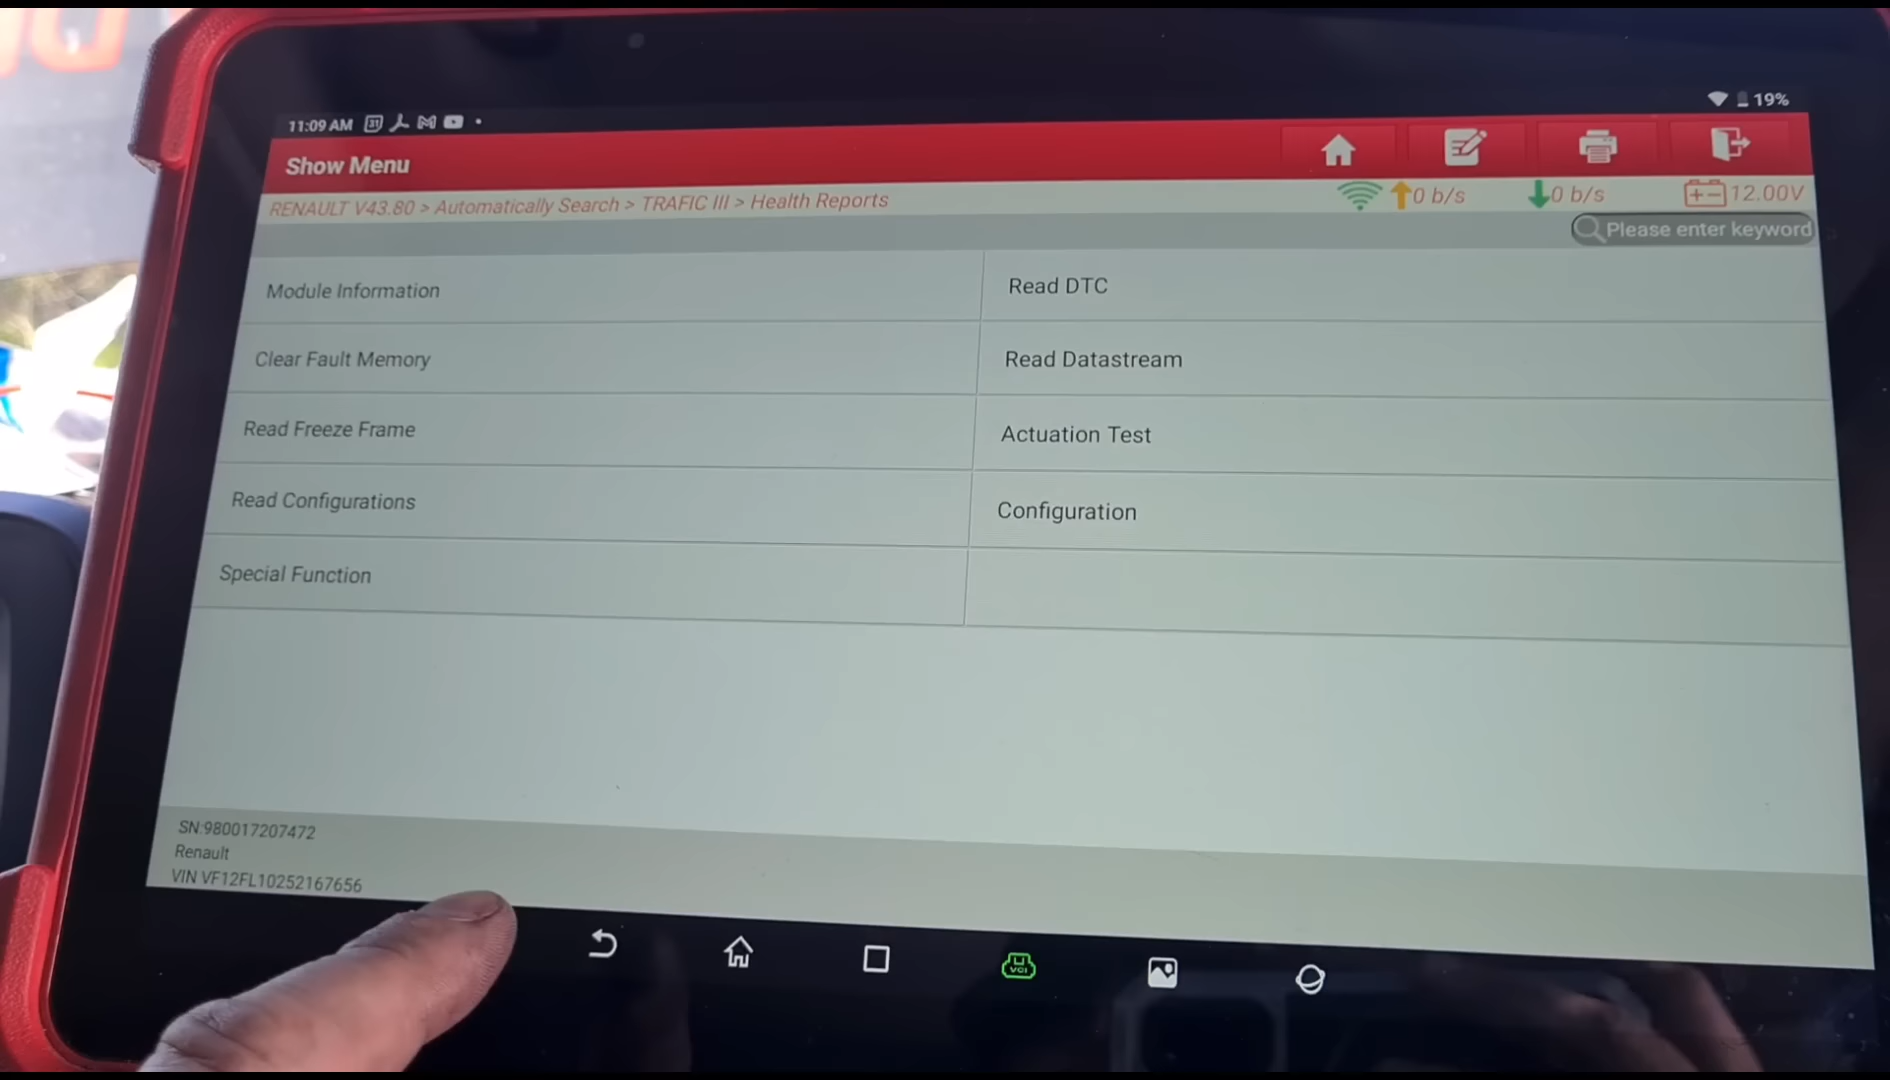 11:09 AM 31 19%
Show Menu
RENAULT V43.80 > Automatically Search > TRAFIC III > Health Reports 0 b/s 0 b/s 12.00V
Please enter keyword
Module Information Read DTC
Clear Fault Memory Read Datastream
Read Freeze Frame Actuation Test
Read Configurations Configuration
Special Function
SN:980017207472
Renault
VIN VF12FL10252167656
VCI